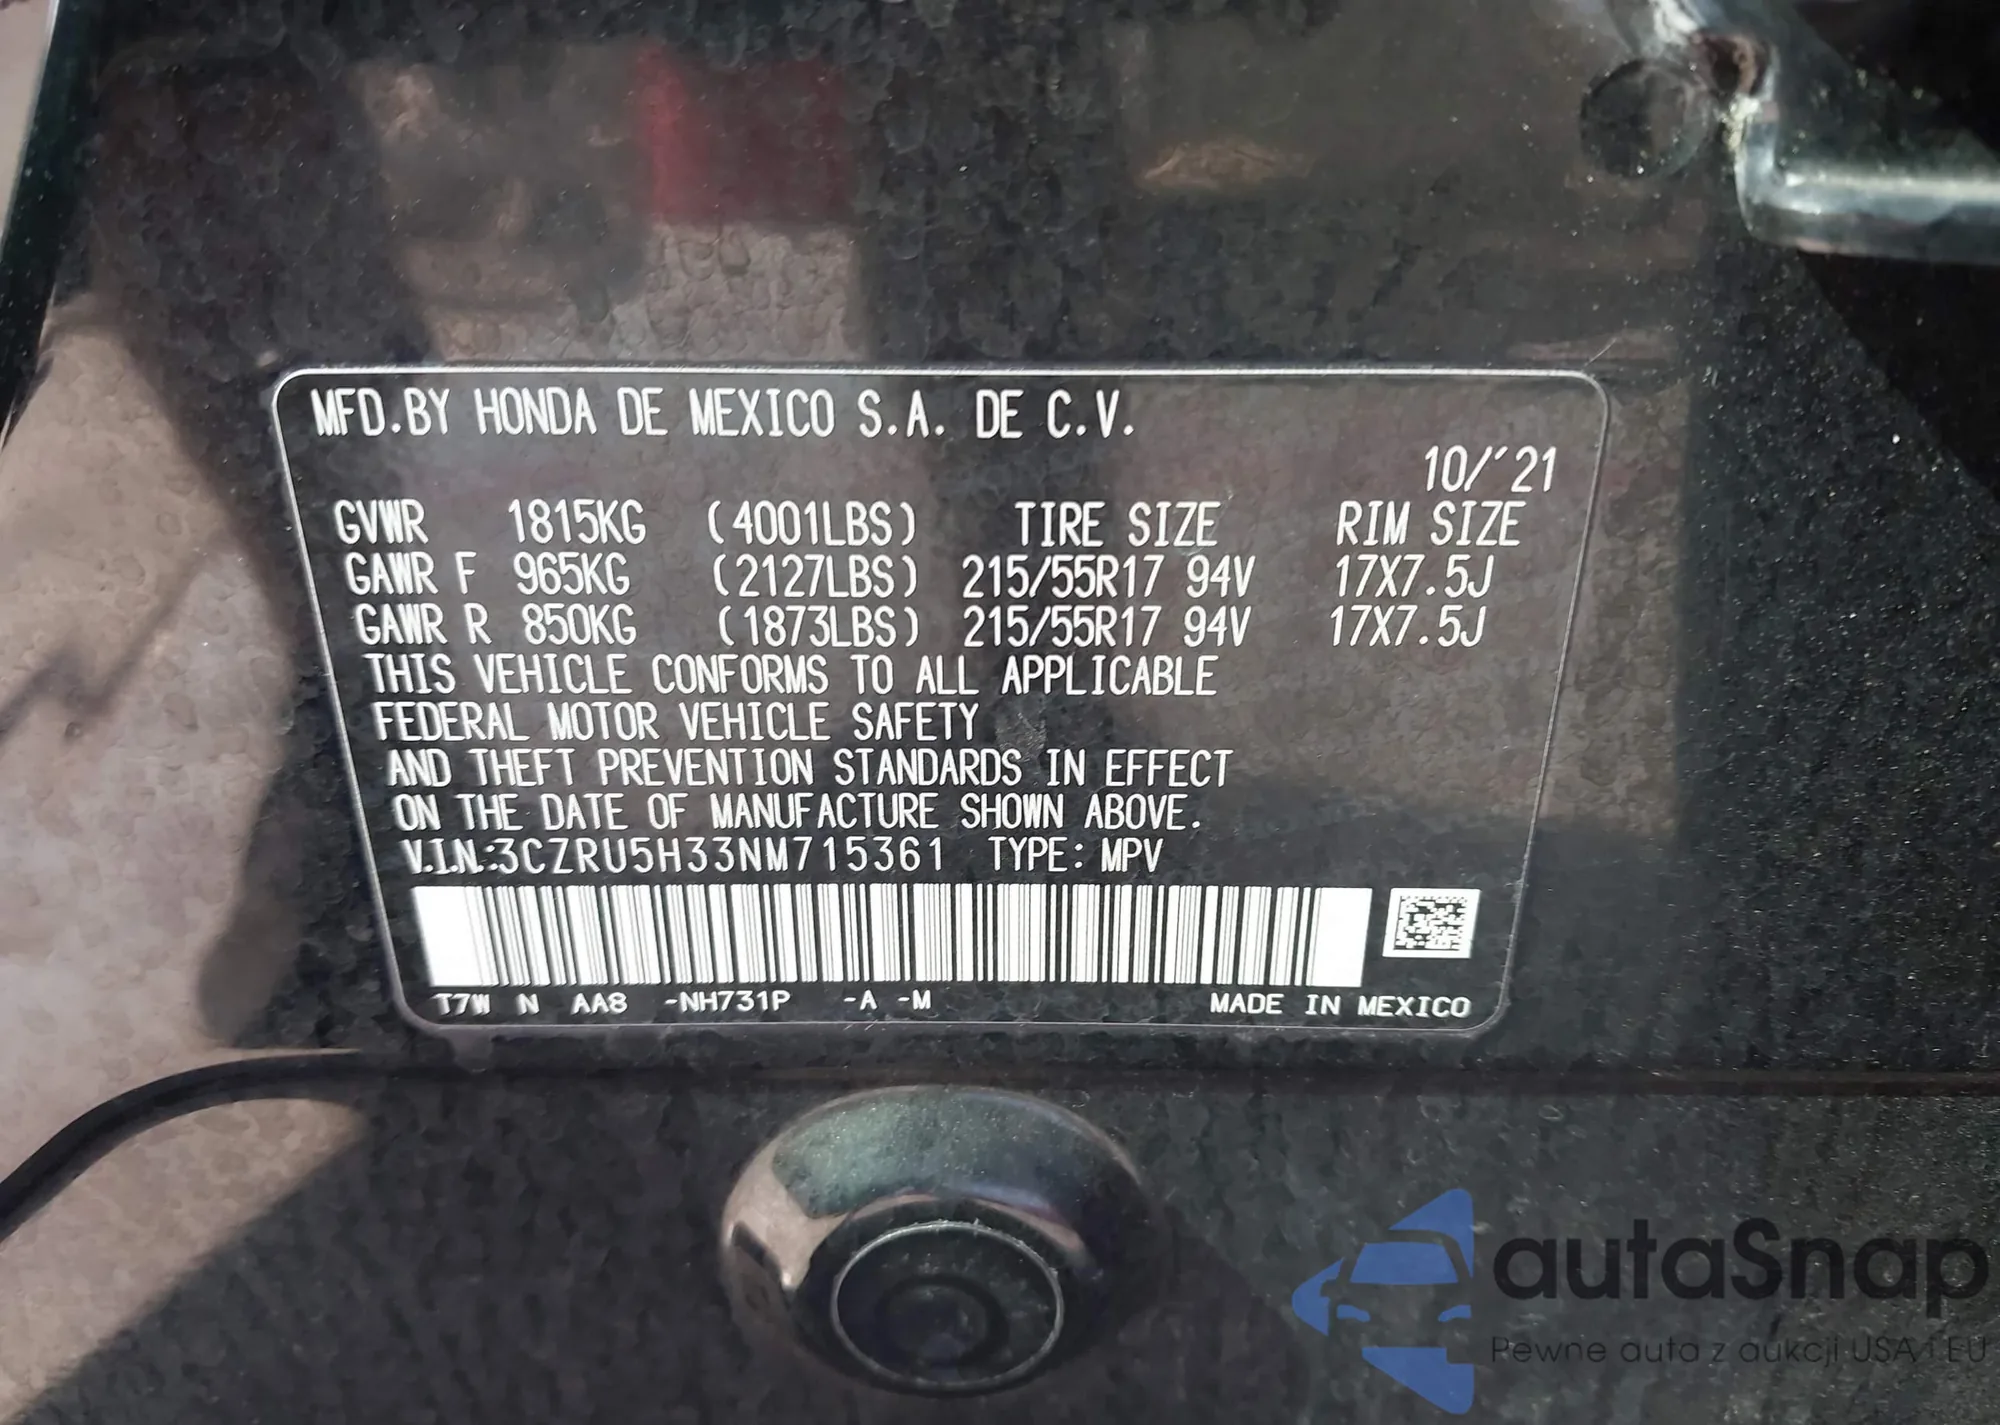 MFD.BY HONDA DE MEXICO S.A. DE C.V.
10/'21
GVWR 1815KG (4001LBS) TIRE SIZE RIM SIZE
GAWR F 965KG (2127LBS) 215/55R17 94V 17X7.5J
GAWR R 850KG (1873LBS) 215/55R17 94V 17X7.5J
THIS VEHICLE CONFORMS TO ALL APPLICABLE
FEDERAL MOTOR VEHICLE SAFETY
AND THEFT PREVENTION STANDARDS IN EFFECT
ON THE DATE OF MANUFACTURE SHOWN ABOVE.
V.I.N.:3CZRU5H33NM715361 TYPE: MPV
T7W N AA8 -NH731P -A -M MADE IN MEXICO
autaSnap
Pewne auta z aukcji USA i EU